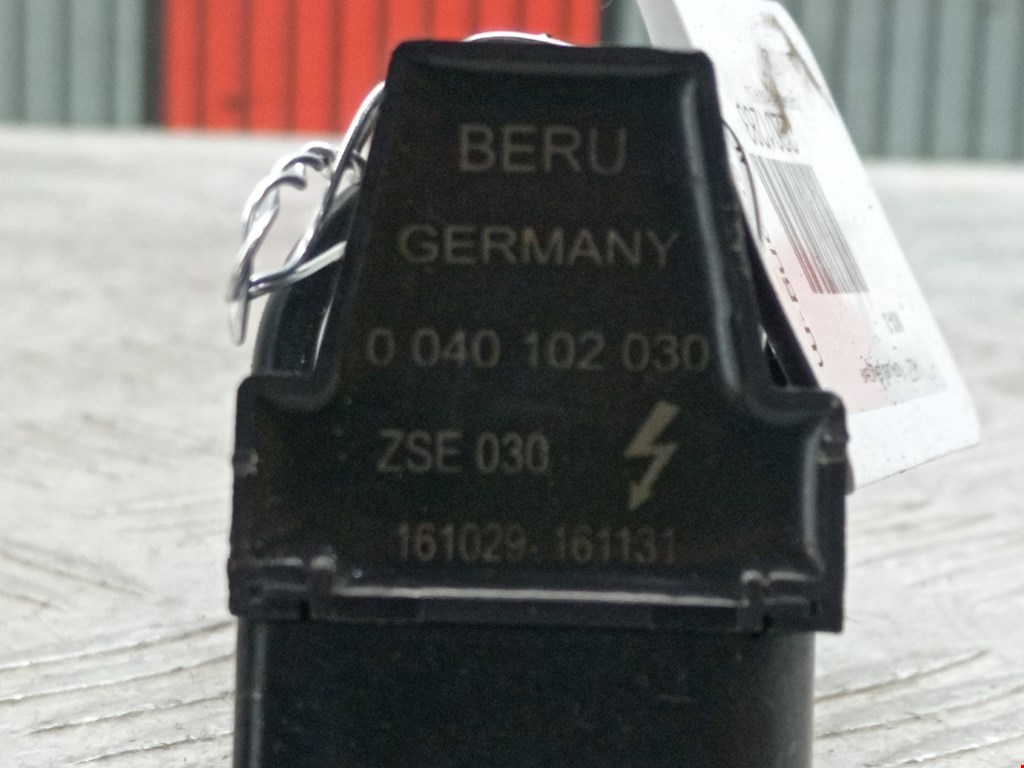 BERU
GERMANY
0 040 102 030
ZSE 030
161029- 161131